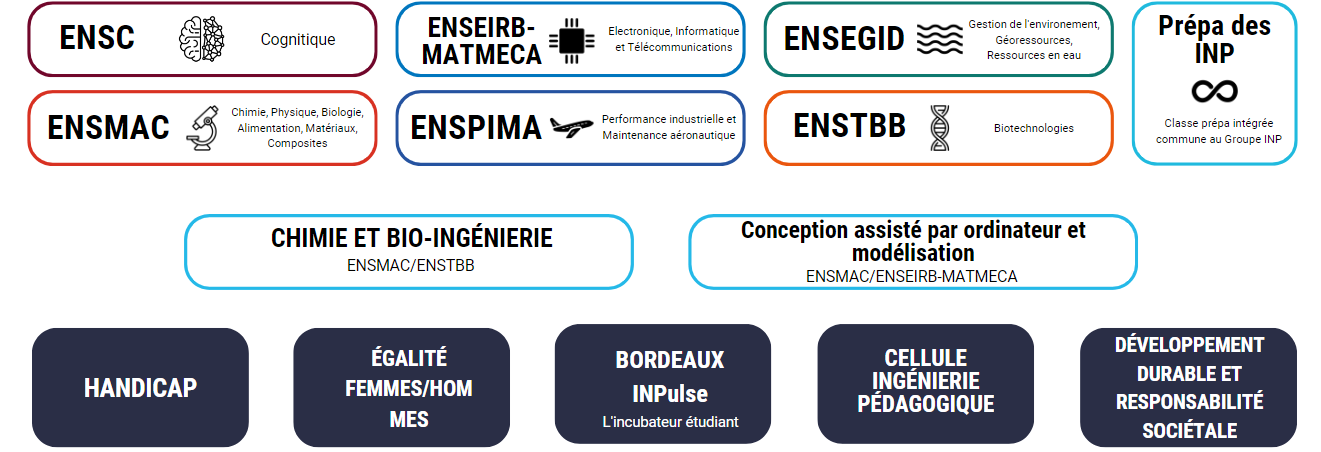 ENSC
Cognitique
ENSEIRB-
MATMECA
Electronique, Informatique
et Télécommunications
ENSEGID
Gestion de l'environement,
Géoressources,
Ressources en eau
Prépa des
INP
Classe prépa intégrée
commune au Groupe INP
ENSMAC
Chimie, Physique, Biologie,
Alimentation, Matériaux,
Composites
ENSPIMA
Performance industrielle et
Maintenance aéronautique
ENSTBB
Biotechnologies
CHIMIE ET BIO-INGÉNIERIE
ENSMAC/ENSTBB
Conception assisté par ordinateur et
modélisation
ENSMAC/ENSEIRB-MATMECA
HANDICAP
ÉGALITÉ
FEMMES/HOM
MES
BORDEAUX
INPulse
L'incubateur étudiant
CELLULE
INGÉNIERIE
PÉDAGOGIQUE
DÉVELOPPEMENT
DURABLE ET
RESPONSABILITÉ
SOCIÉTALE